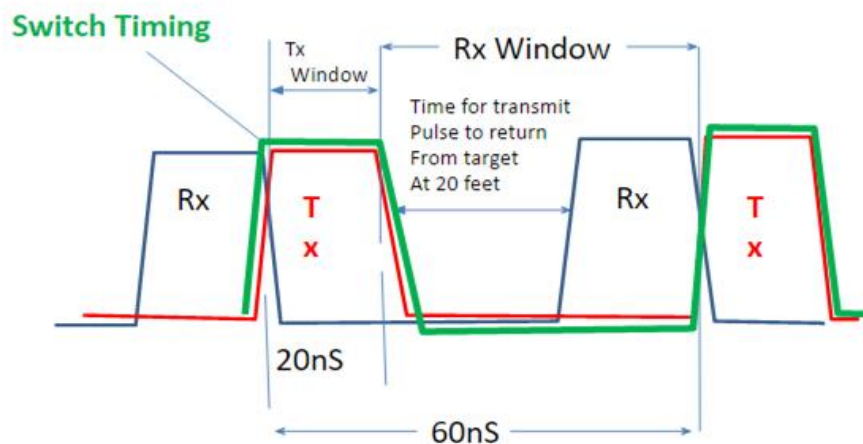 Switch Timing
Tx
Window
Rx Window
Time for transmit
Pulse to return
From target
At 20 feet
Rx
T
x
Rx
T
x
20nS
60nS